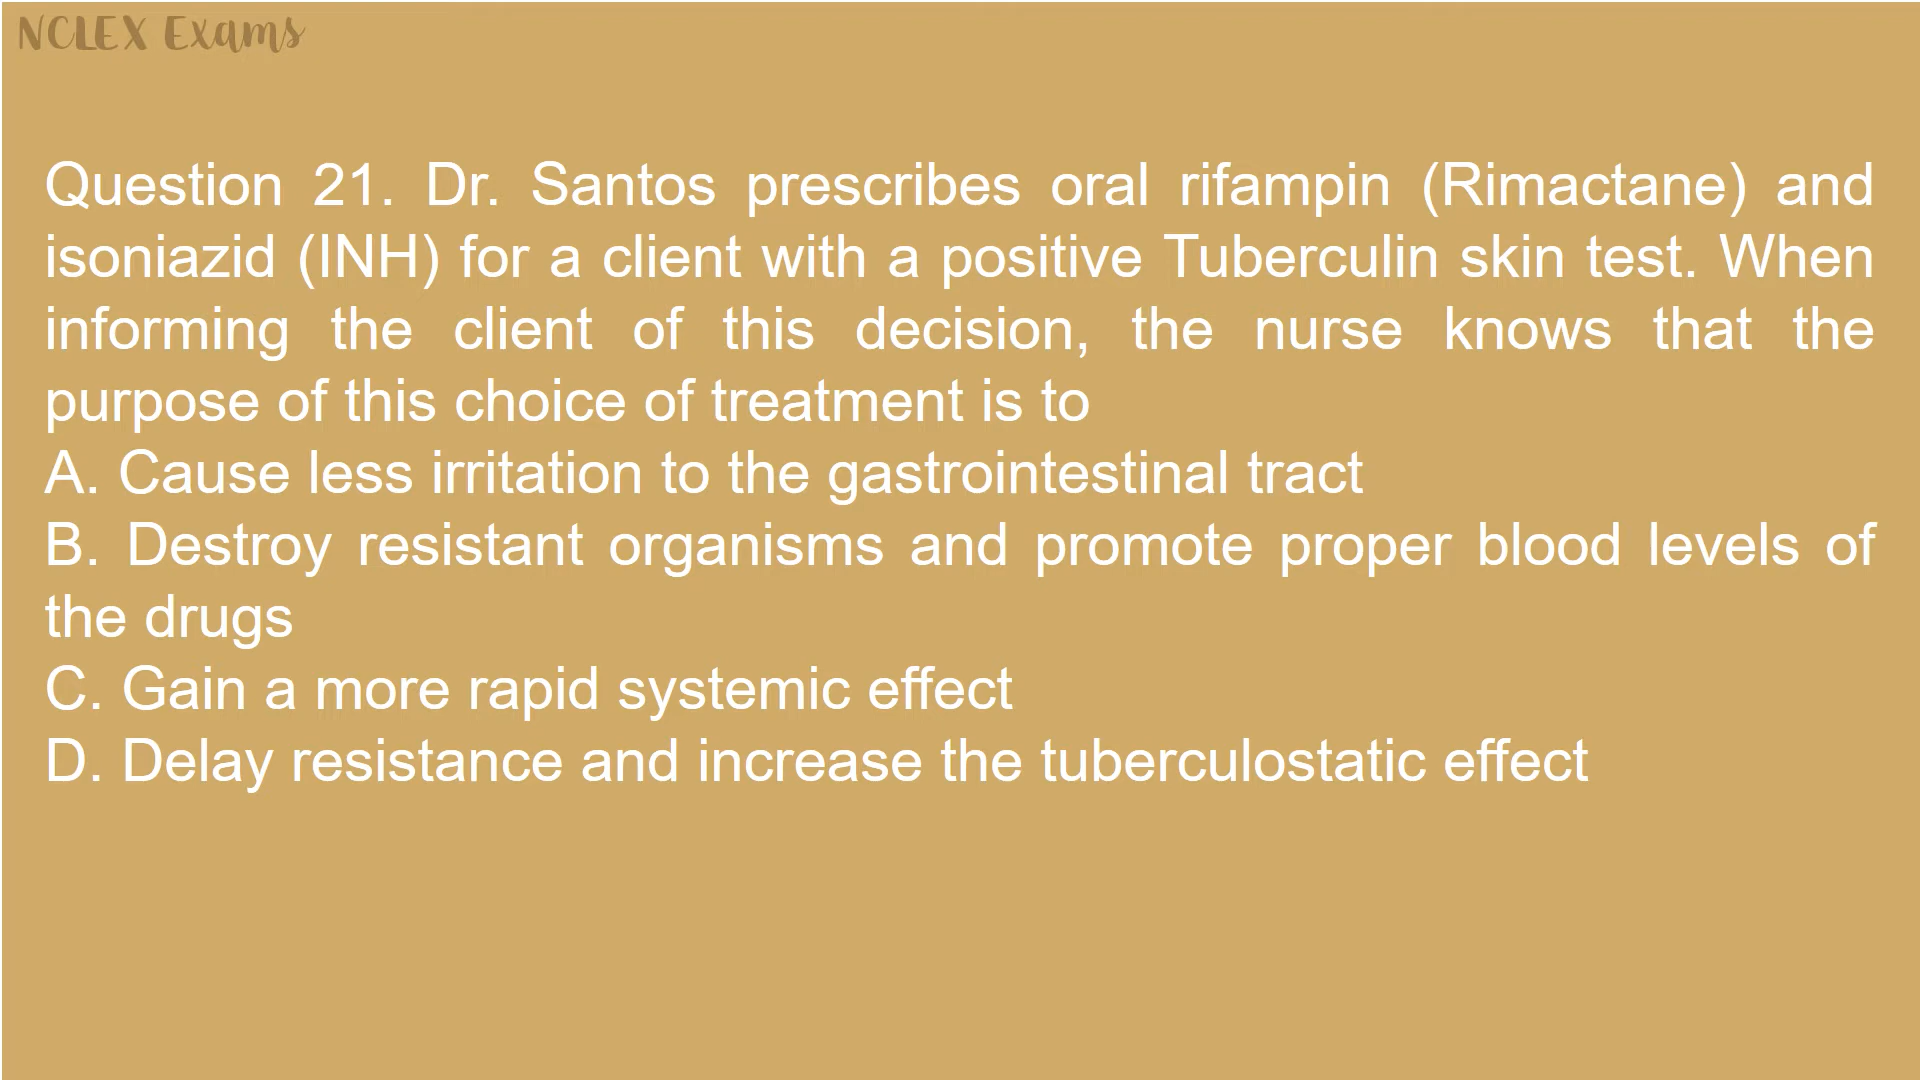 NCLEX Exams
Question 21. Dr. Santos prescribes oral rifampin (Rimactane) and
isoniazid (INH) for a client with a positive Tuberculin skin test. When
informing the client of this decision, the nurse knows that the
purpose of this choice of treatment is to
A. Cause less irritation to the gastrointestinal tract
B. Destroy resistant organisms and promote proper blood levels of
the drugs
C. Gain a more rapid systemic effect
D. Delay resistance and increase the tuberculostatic effect